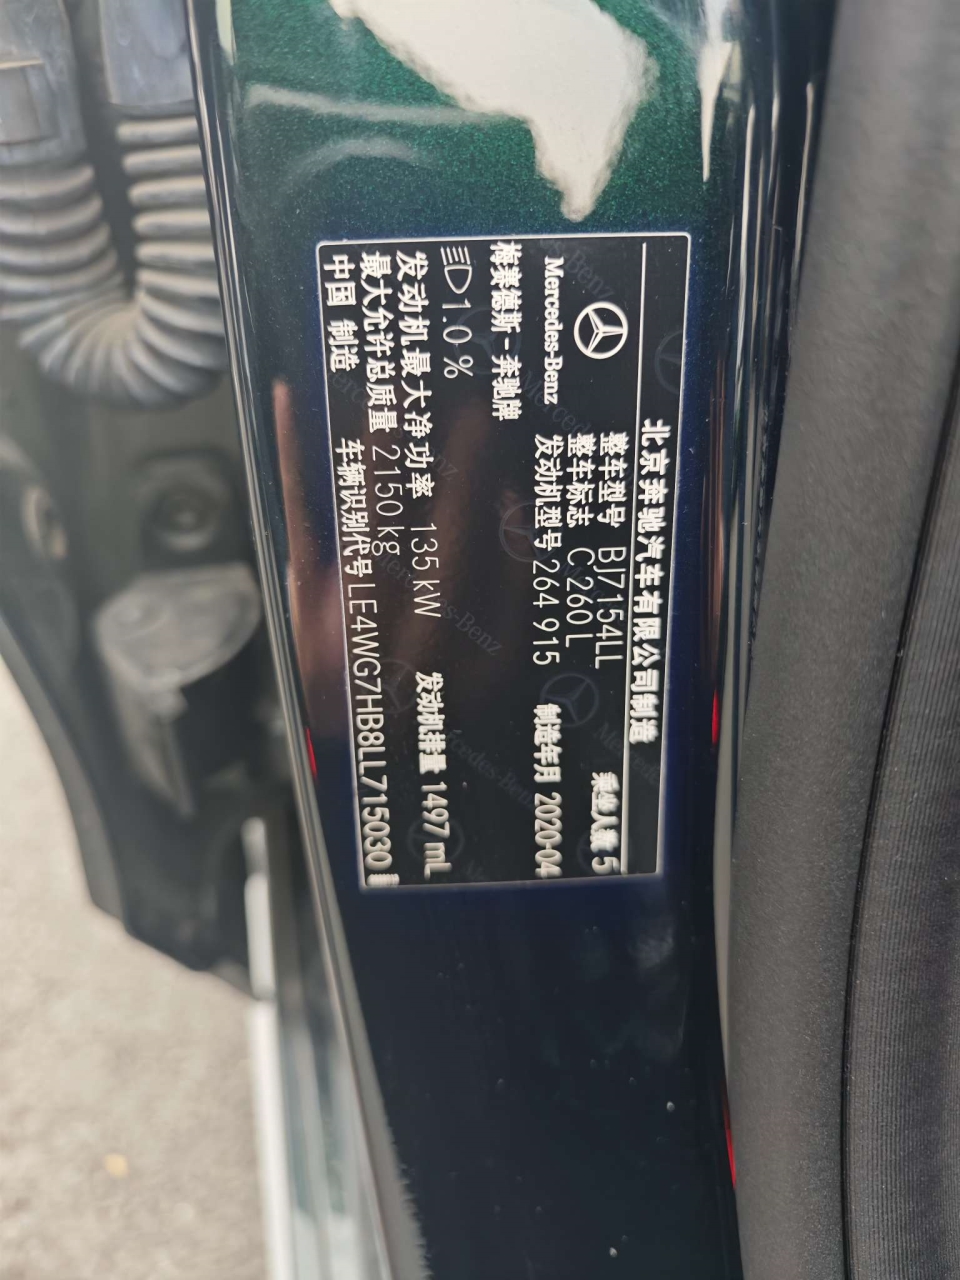 北京奔驰汽车有限公司制造
Mercedes-Benz
梅赛德斯-奔驰牌
整车型号 BJ7154LL 乘坐人数 5
整车标志 C 260 L
发动机型号 264 915 制造年月 2020-04
1.0 %
发动机最大净功率 135 kW 发动机排量 1497 mL
最大允许总质量 2150 kg
中国 制造 车辆识别代号 LE4WG7HB8LL715030